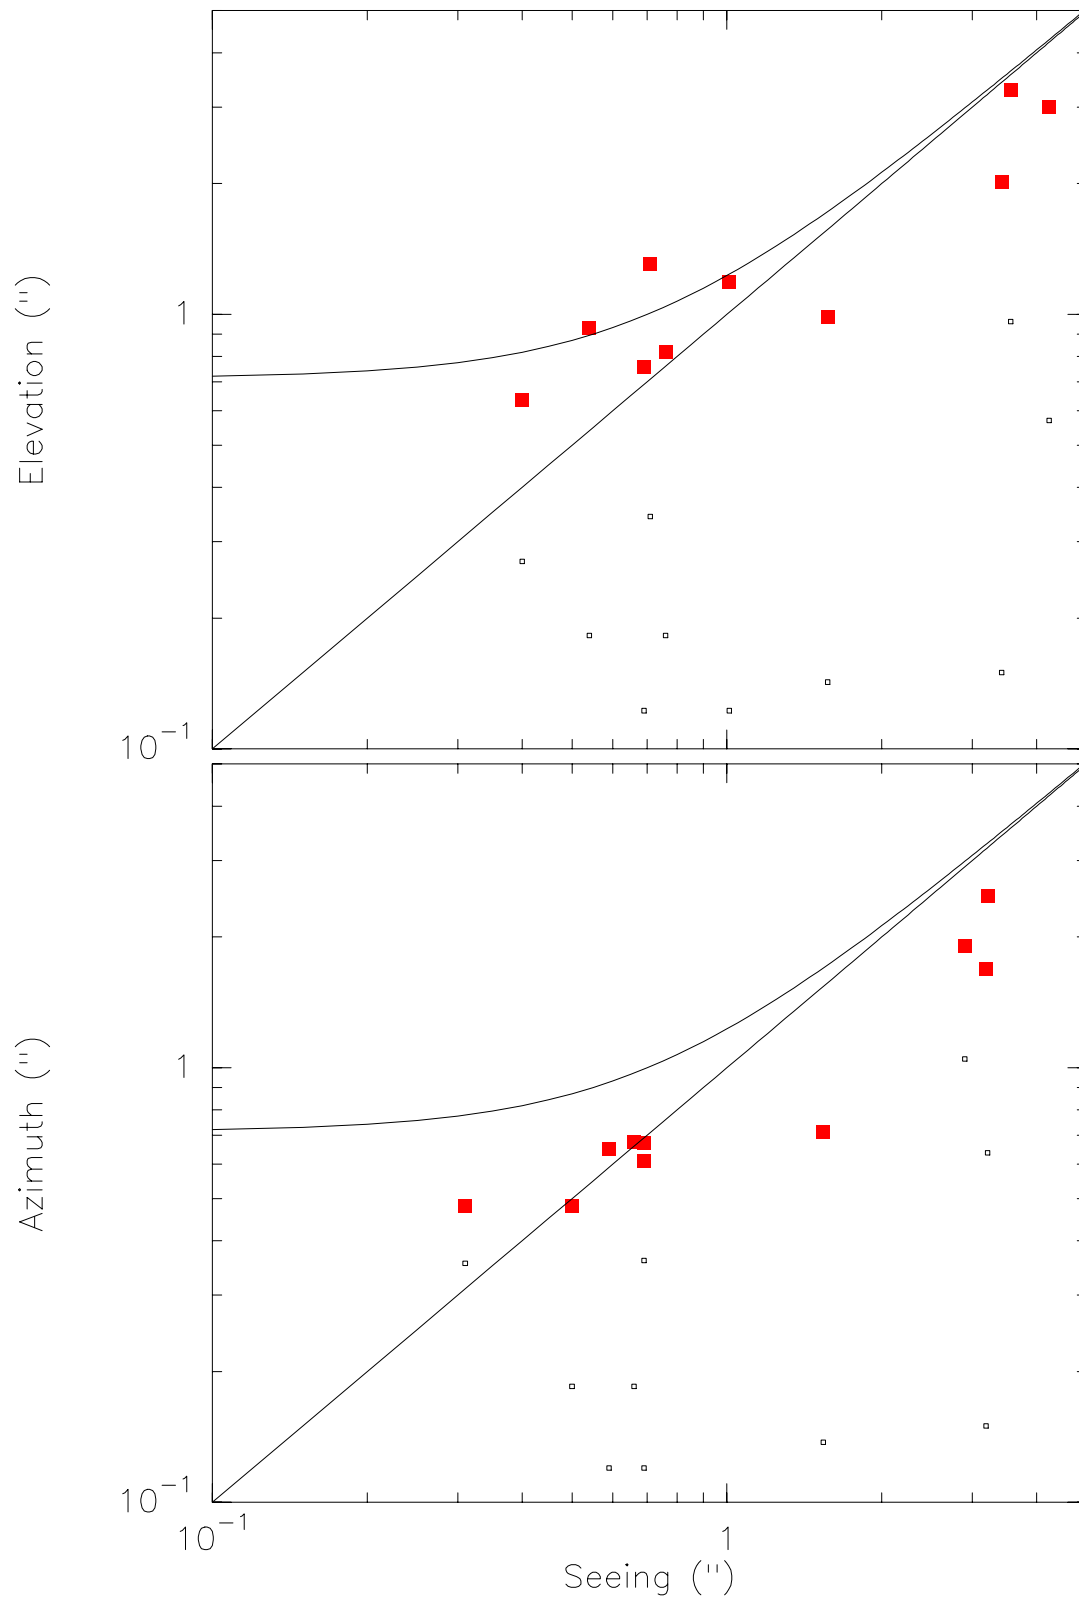 Elevation (")
1
10⁻¹
Azimuth (")
1
10⁻¹
10⁻¹ 1
Seeing (")